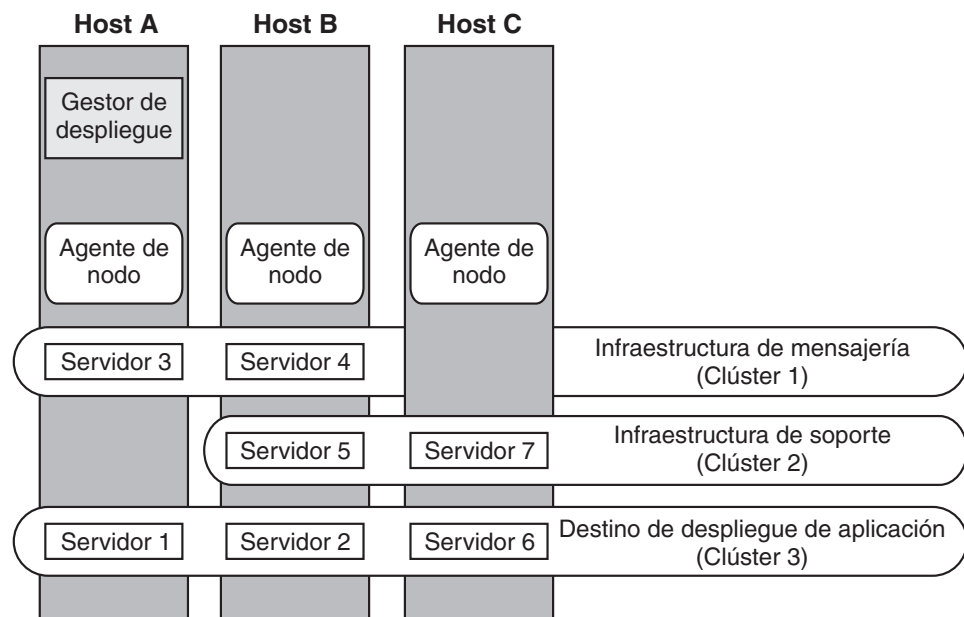 Host A
Host B
Host C
Gestor de
despliegue
Agente de
nodo
Agente de
nodo
Agente de
nodo
Servidor 3
Servidor 4
Infraestructura de mensajería
(Clúster 1)
Servidor 5
Servidor 7
Infraestructura de soporte
(Clúster 2)
Servidor 1
Servidor 2
Servidor 6
Destino de despliegue de aplicación
(Clúster 3)